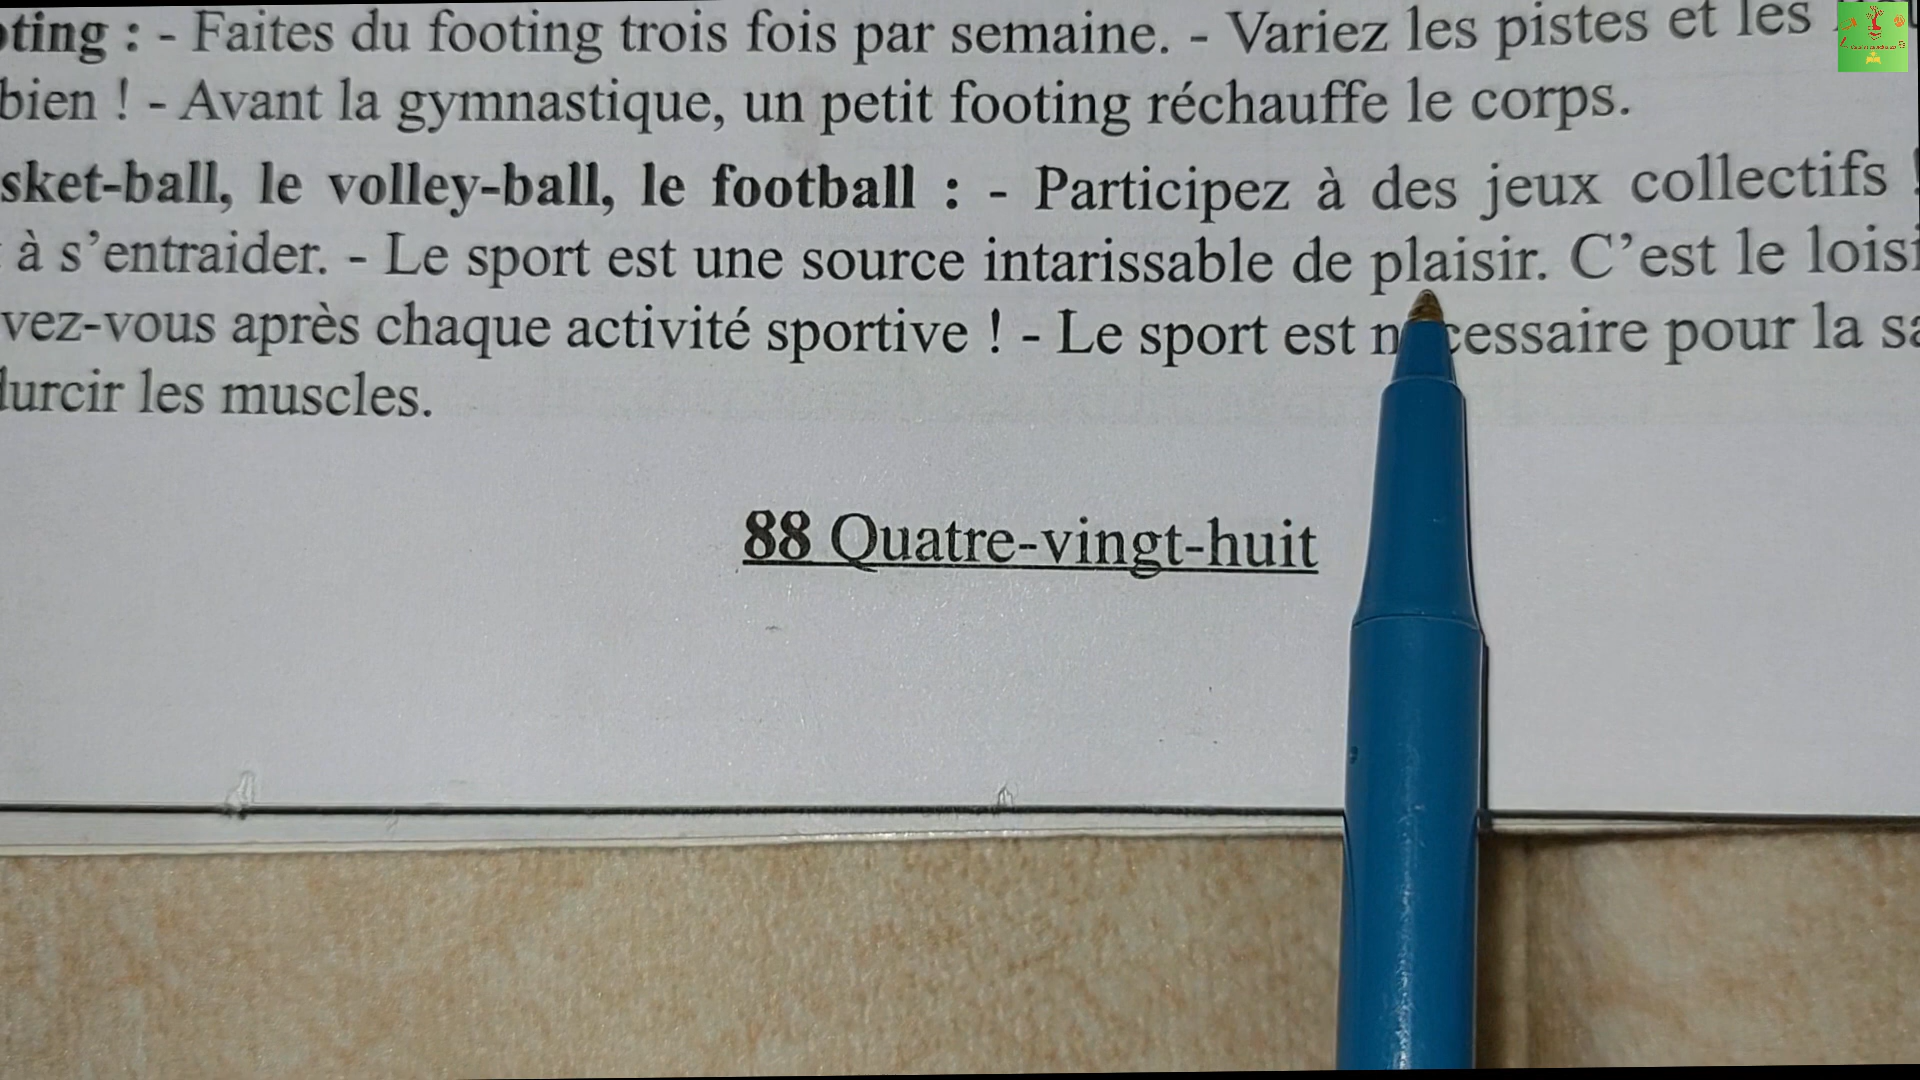 ting : - Faites du footing trois fois par semaine. - Variez les pistes et les
bien ! - Avant la gymnastique, un petit footing réchauffe le corps.
sket-ball, le volley-ball, le football : - Participez à des jeux collectifs !
à s’entraider. - Le sport est une source intarissable de plaisir. C’est le loisi
vez-vous après chaque activité sportive ! - Le sport est n cessaire pour la sa
durcir les muscles.
88 Quatre-vingt-huit